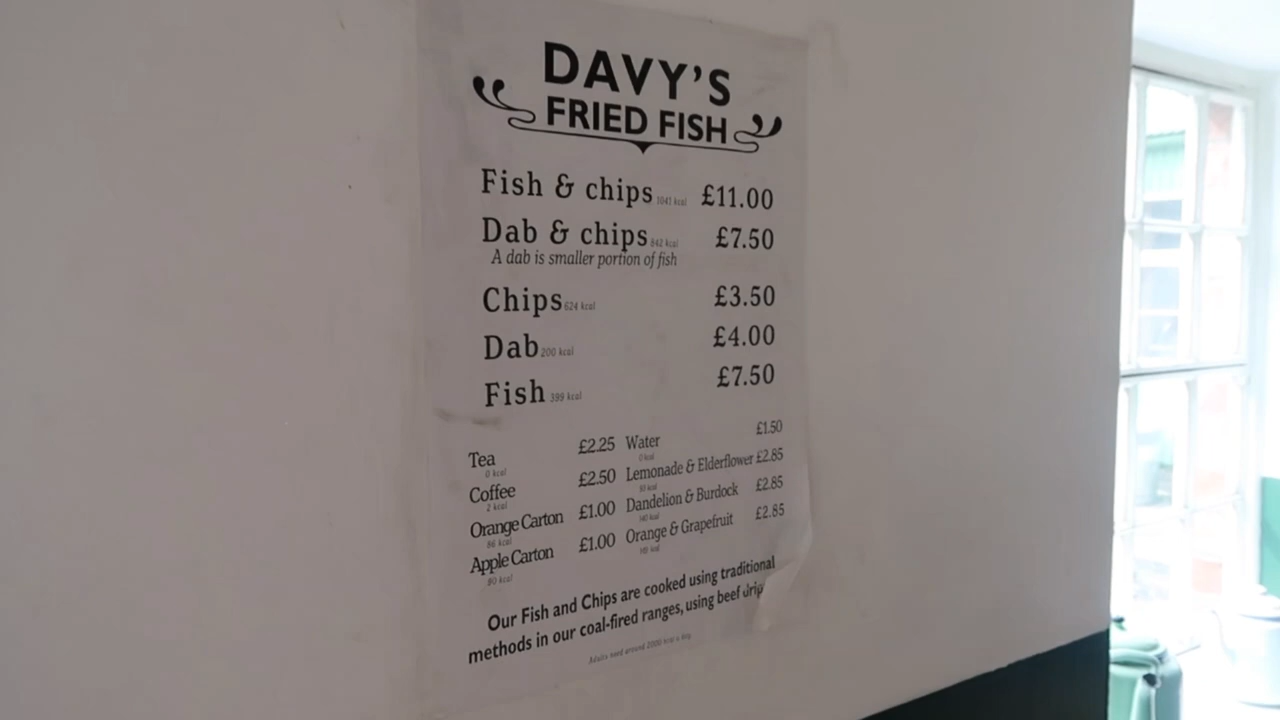 DAVY'S
FRIED FISH
Fish & chips 1041 kcal £11.00
Dab & chips 842 kcal £7.50
A dab is smaller portion of fish
Chips 624 kcal £3.50
Dab 200 kcal £4.00
Fish 399 kcal £7.50
Tea £2.25 Water £1.50
0 kcal 0 kcal
Coffee £2.50 Lemonade & Elderflower £2.85
2 kcal kcal
Orange Carton £1.00 Dandelion & Burdock £2.85
86 kcal kcal
Apple Carton £1.00 Orange & Grapefruit £2.85
90 kcal kcal
Our Fish and Chips are cooked using traditional
methods in our coal-fired ranges, using beef drip
Adults need around 2000 kcal a day